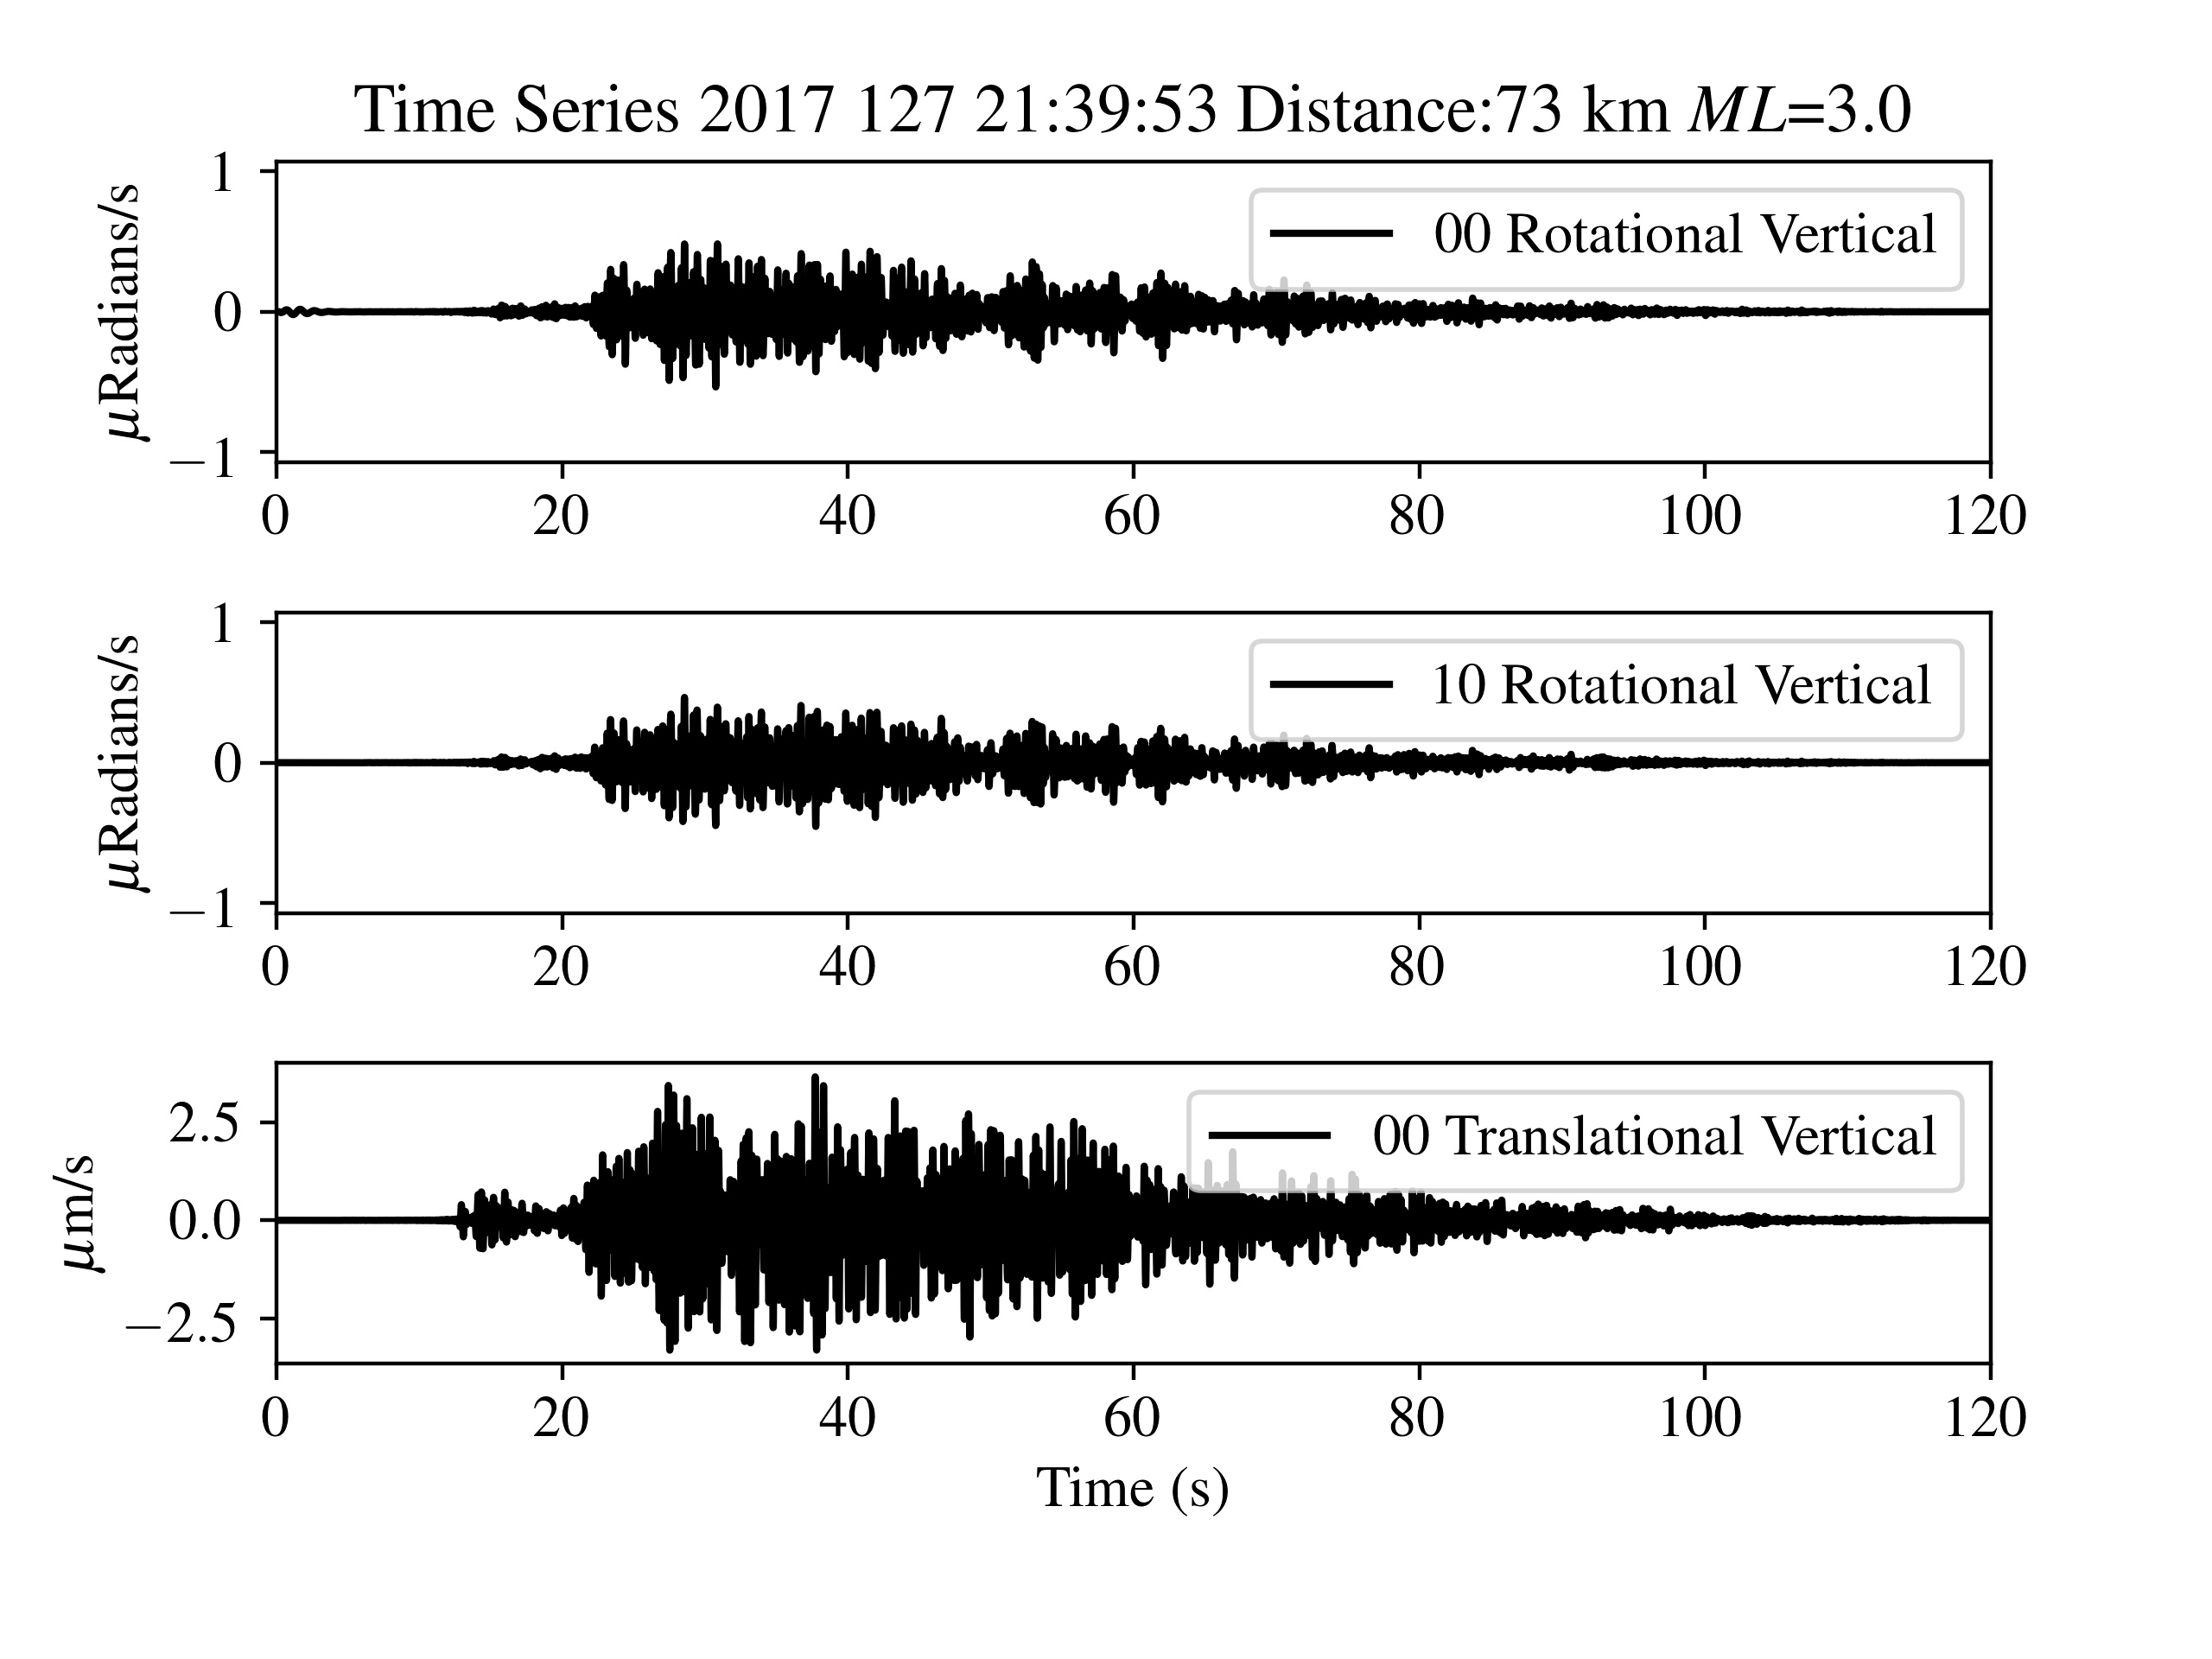 Time Series 2017 127 21:39:53 Distance:73 km ML=3.0
1
0
−1
μRadians/s
00 Rotational Vertical
0 20 40 60 80 100 120
1
0
−1
μRadians/s
10 Rotational Vertical
0 20 40 60 80 100 120
2.5
0.0
−2.5
μm/s
00 Translational Vertical
0 20 40 60 80 100 120
Time (s)